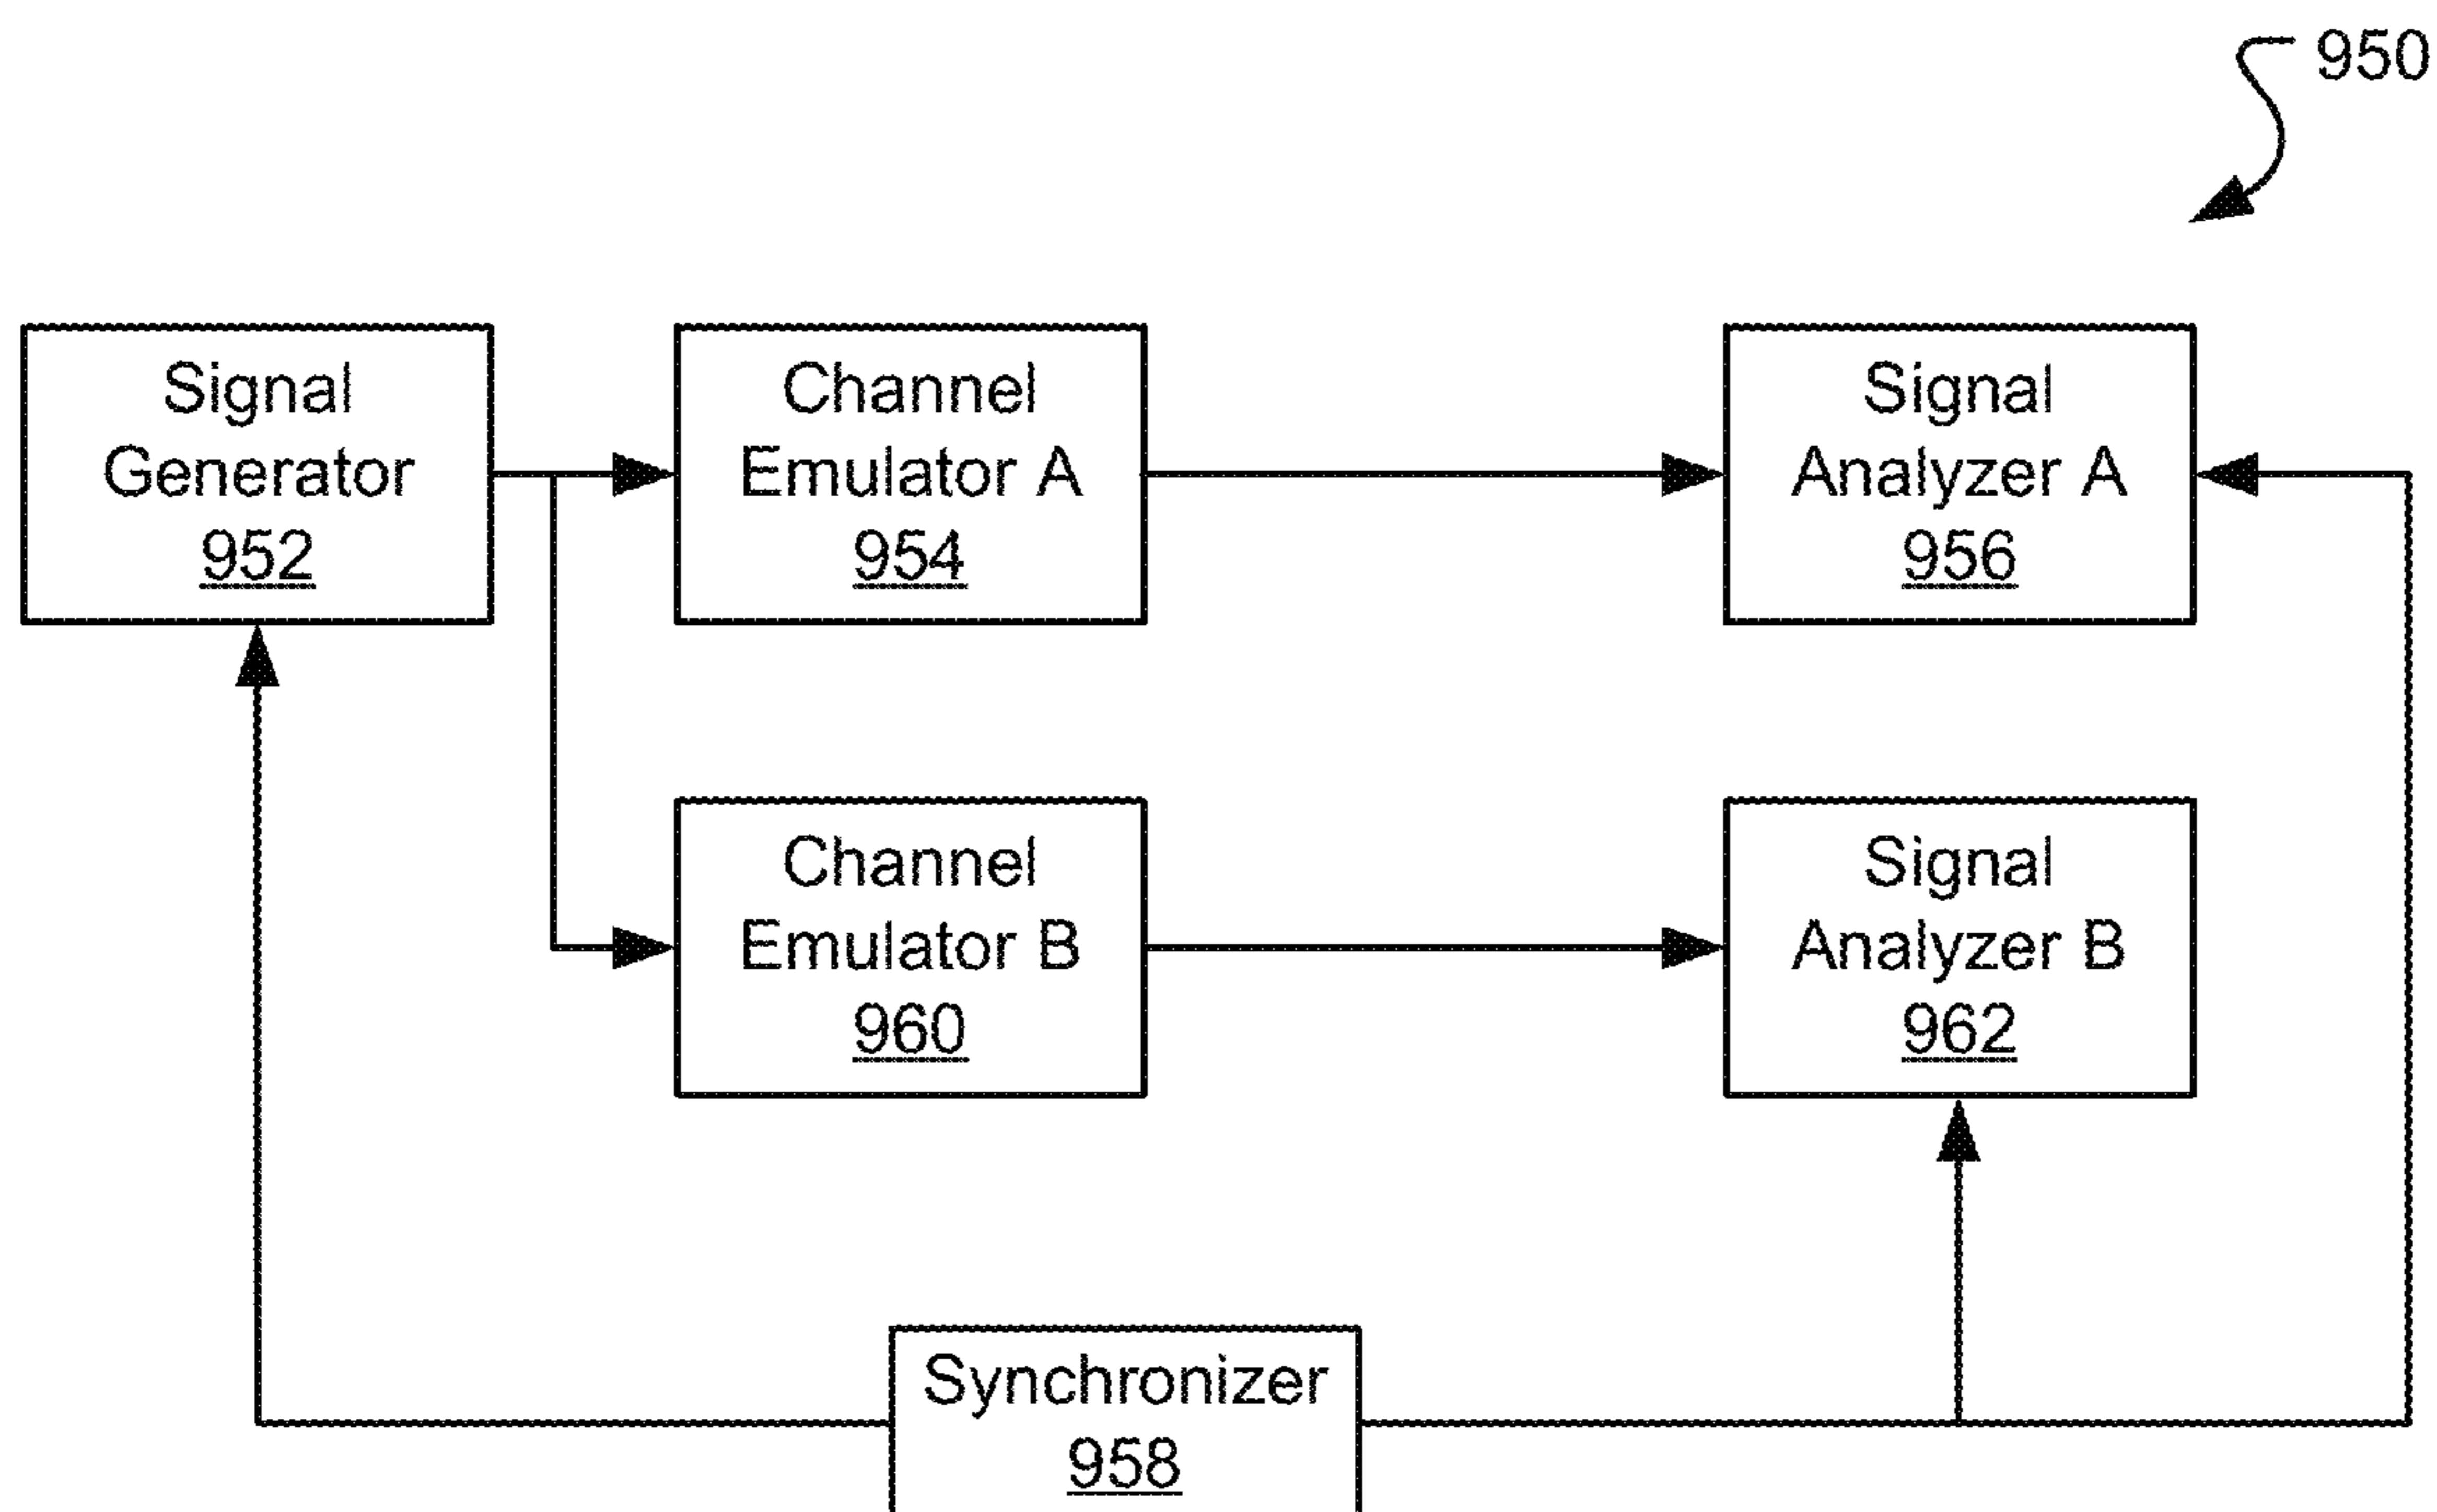 950
Signal
Generator
952
Channel
Emulator A
954
Signal
Analyzer A
956
Channel
Emulator B
960
Signal
Analyzer B
962
Synchronizer
958